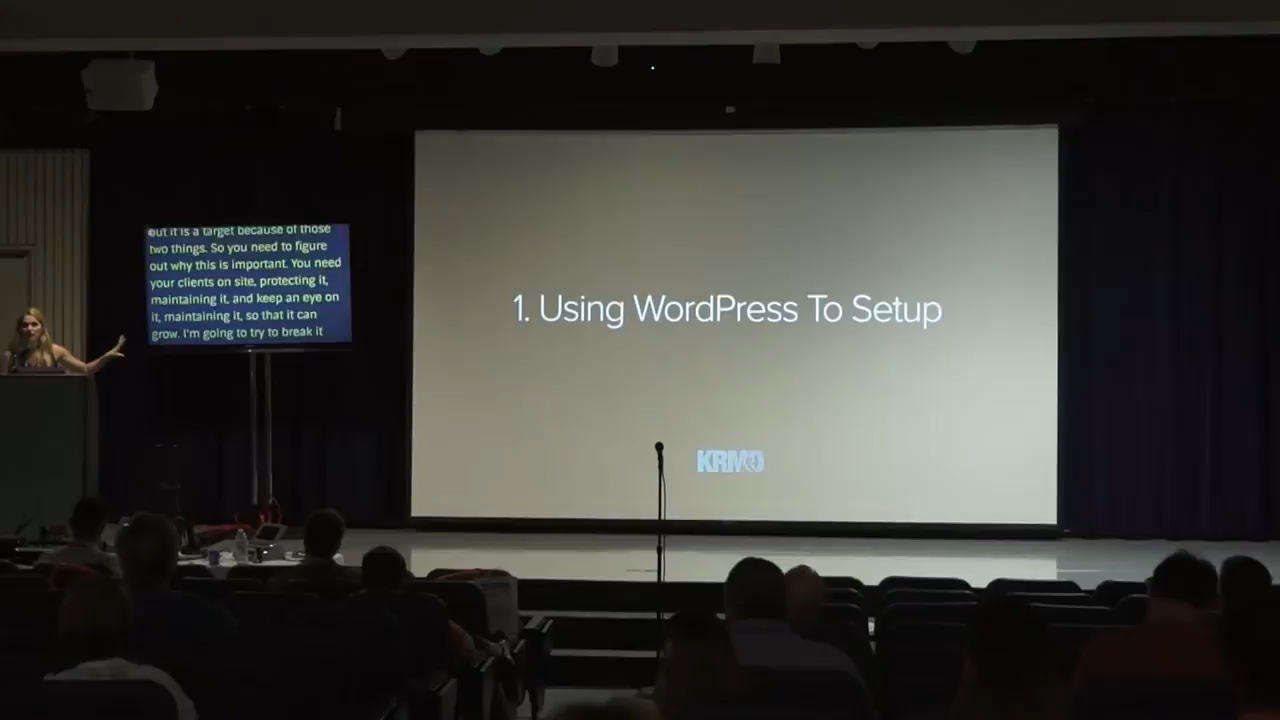 but it is a target because of those
two things. So you need to figure
out why this is important. You need
your clients on site, protecting it,
maintaining it, and keep an eye on
it, maintaining it, so that it can
grow. I'm going to try to break it
1. Using WordPress To Setup
KRM&D